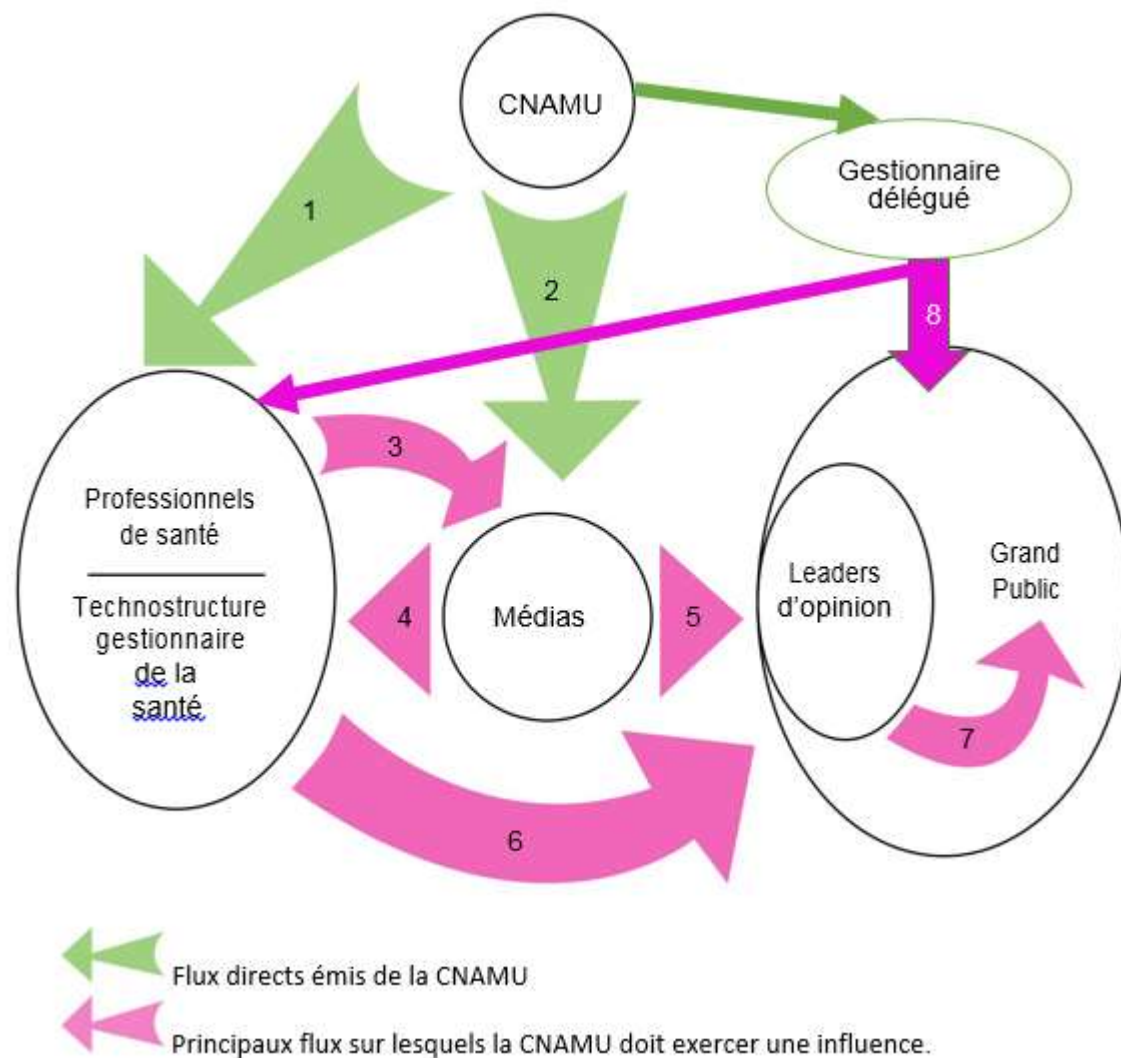 CNAMU
Gestionnaire
délégué
1
2
8
3
Professionnels
de santé
Technostructure
gestionnaire
de la
santé
4
Médias
5
Leaders
d’opinion
Grand
Public
7
6
Flux directs émis de la CNAMU
Principaux flux sur lesquels la CNAMU doit exercer une influence.